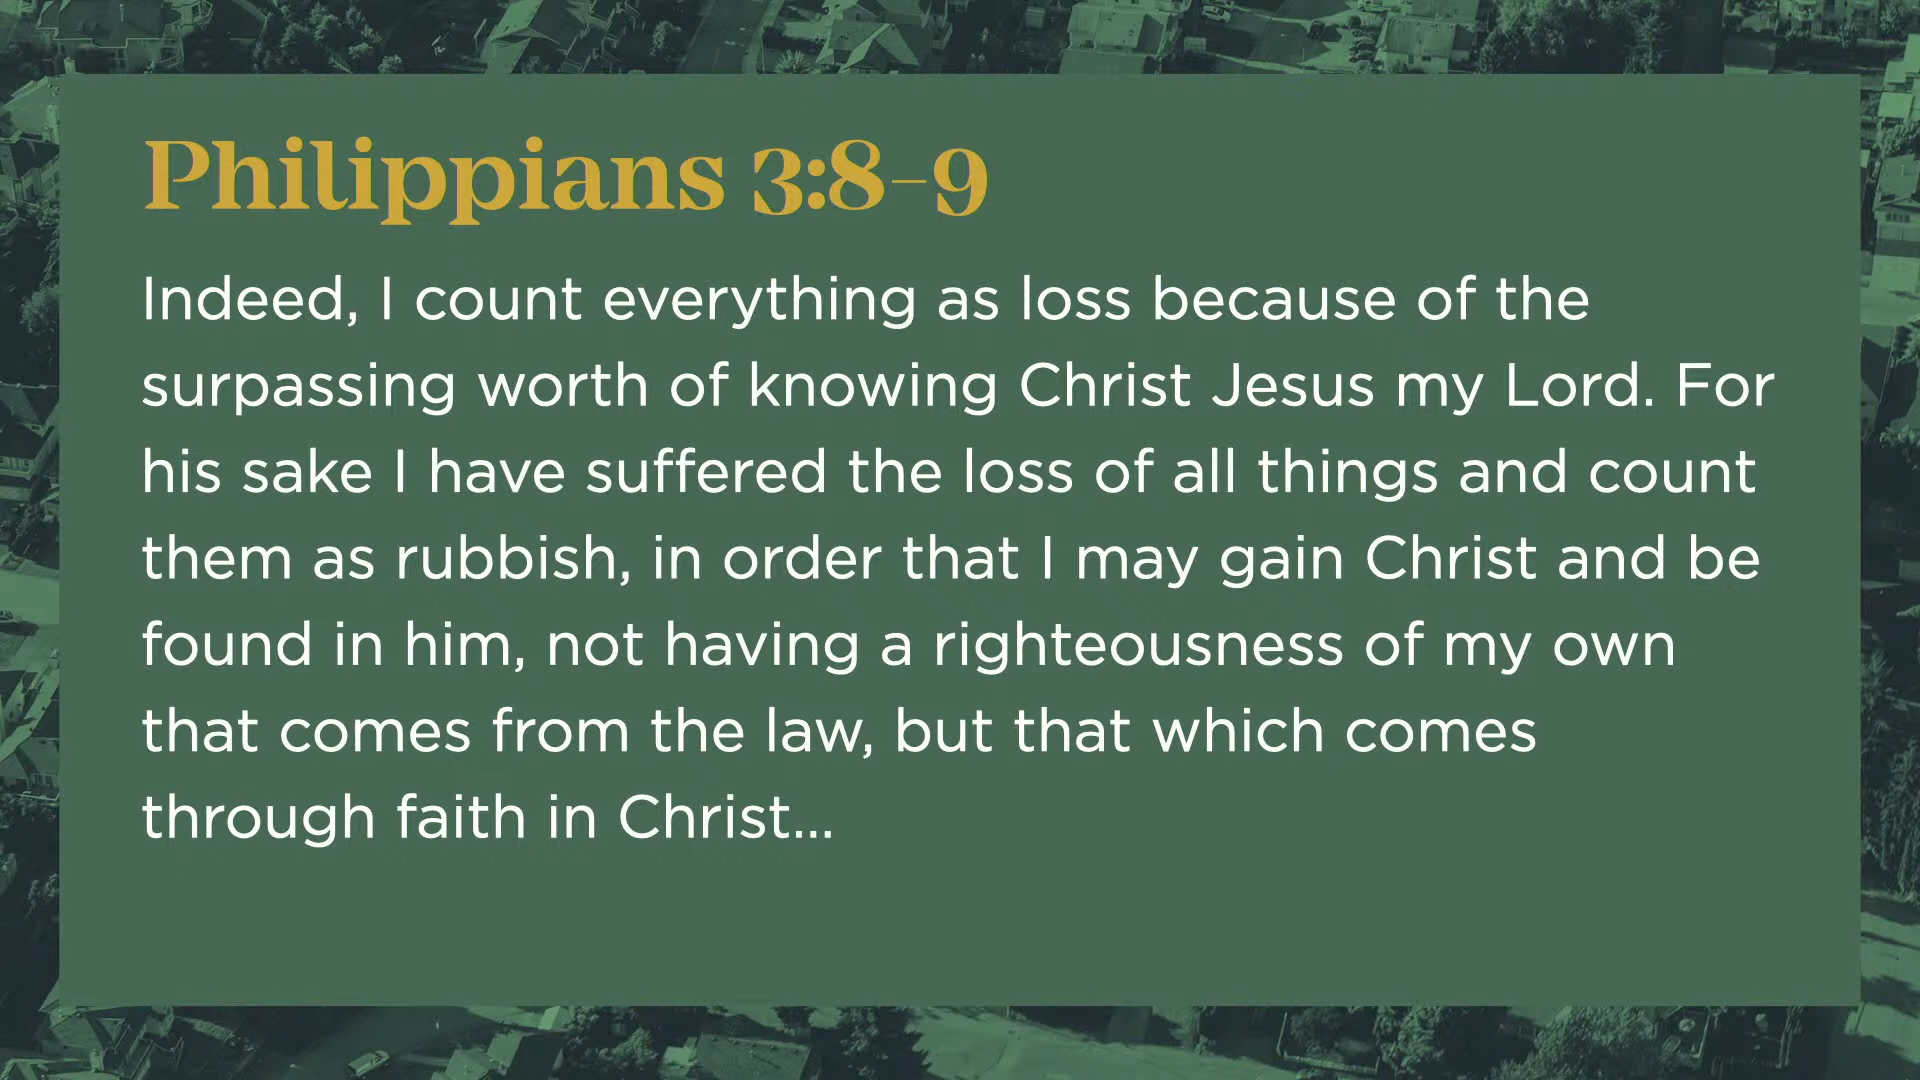 Philippians 3:8–9
Indeed, I count everything as loss because of the
surpassing worth of knowing Christ Jesus my Lord. For
his sake I have suffered the loss of all things and count
them as rubbish, in order that I may gain Christ and be
found in him, not having a righteousness of my own
that comes from the law, but that which comes
through faith in Christ...